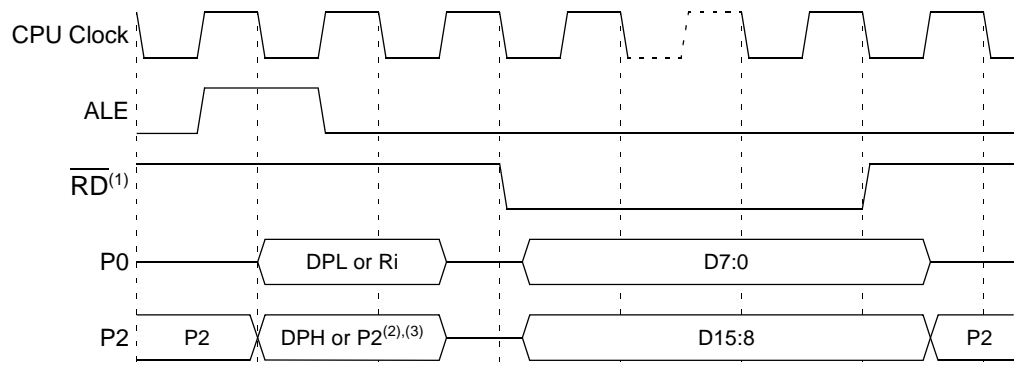 CPU Clock
ALE
RD(1)
P0 DPL or Ri D7:0
P2 P2 DPH or P2(2),(3) D15:8 P2